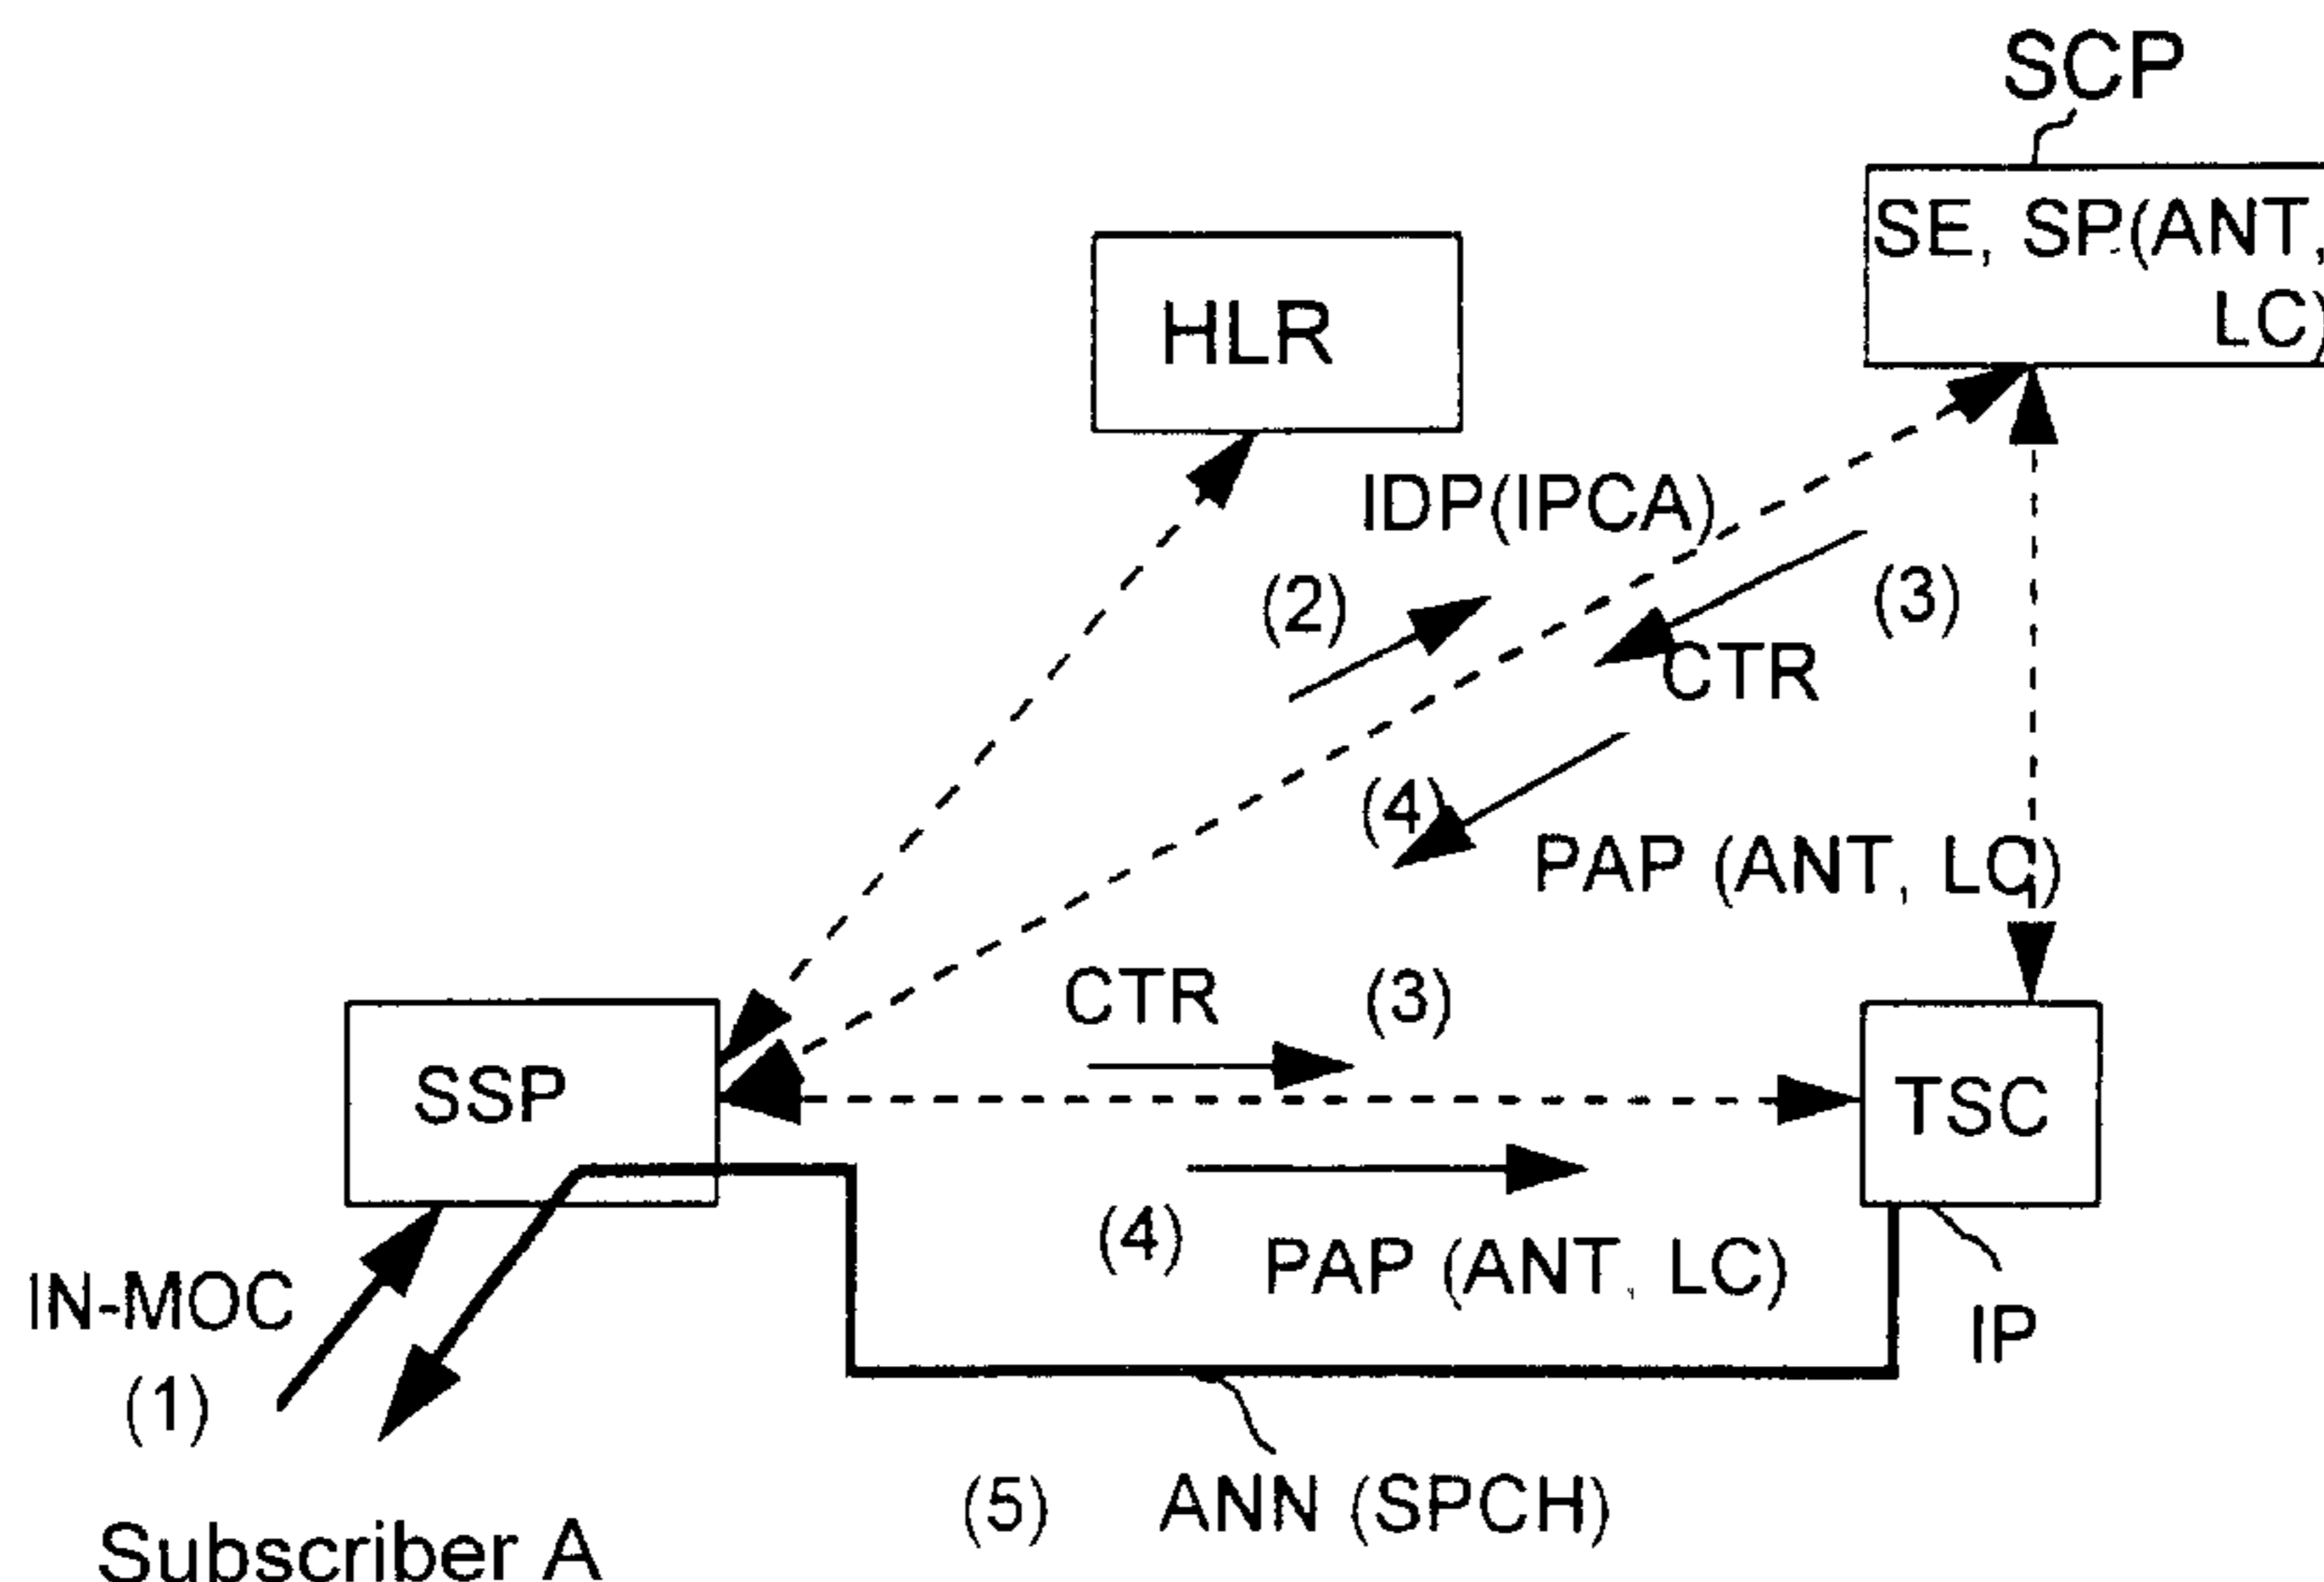 SCP
SE, SP(ANT,
LC)
HLR
IDP(IPCA)
(2)
(3)
CTR
(4)
PAP (ANT, LC)
CTR (3)
SSP
TSC
(4)
PAP (ANT, LC)
IN-MOC
(1)
IP
(5) ANN (SPCH)
Subscriber A